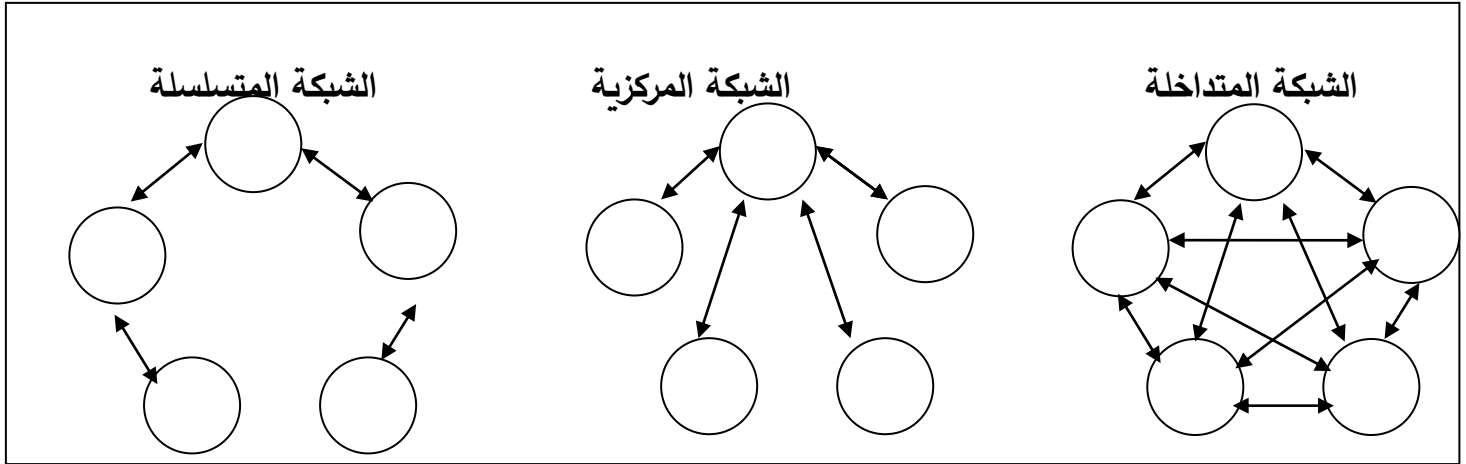 الشبكة المتداخلة
الشبكة المركزية
الشبكة المتسلسلة